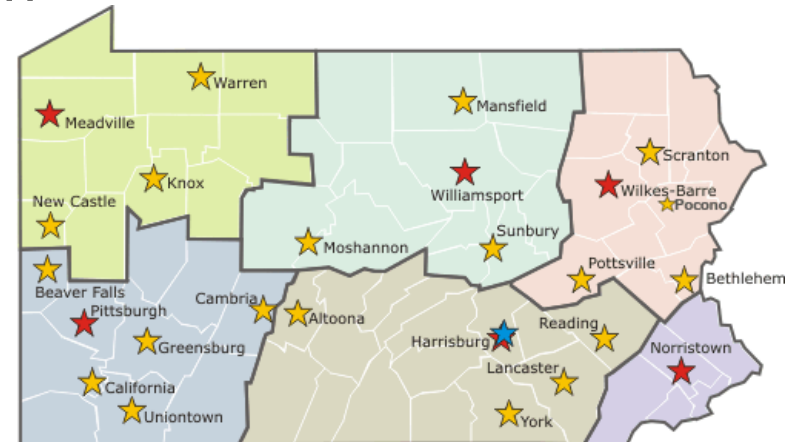 Warren
Mansfield
Meadville
Scranton
Knox
Wilkes-Barre
Williamsport
New Castle
Pocono
Sunbury
Moshannon
Pottsville
Bethlehem
Beaver Falls
Cambria
Pittsburgh
Altoona
Reading
Harrisburg
Greensburg
Norristown
Lancaster
California
Uniontown
York